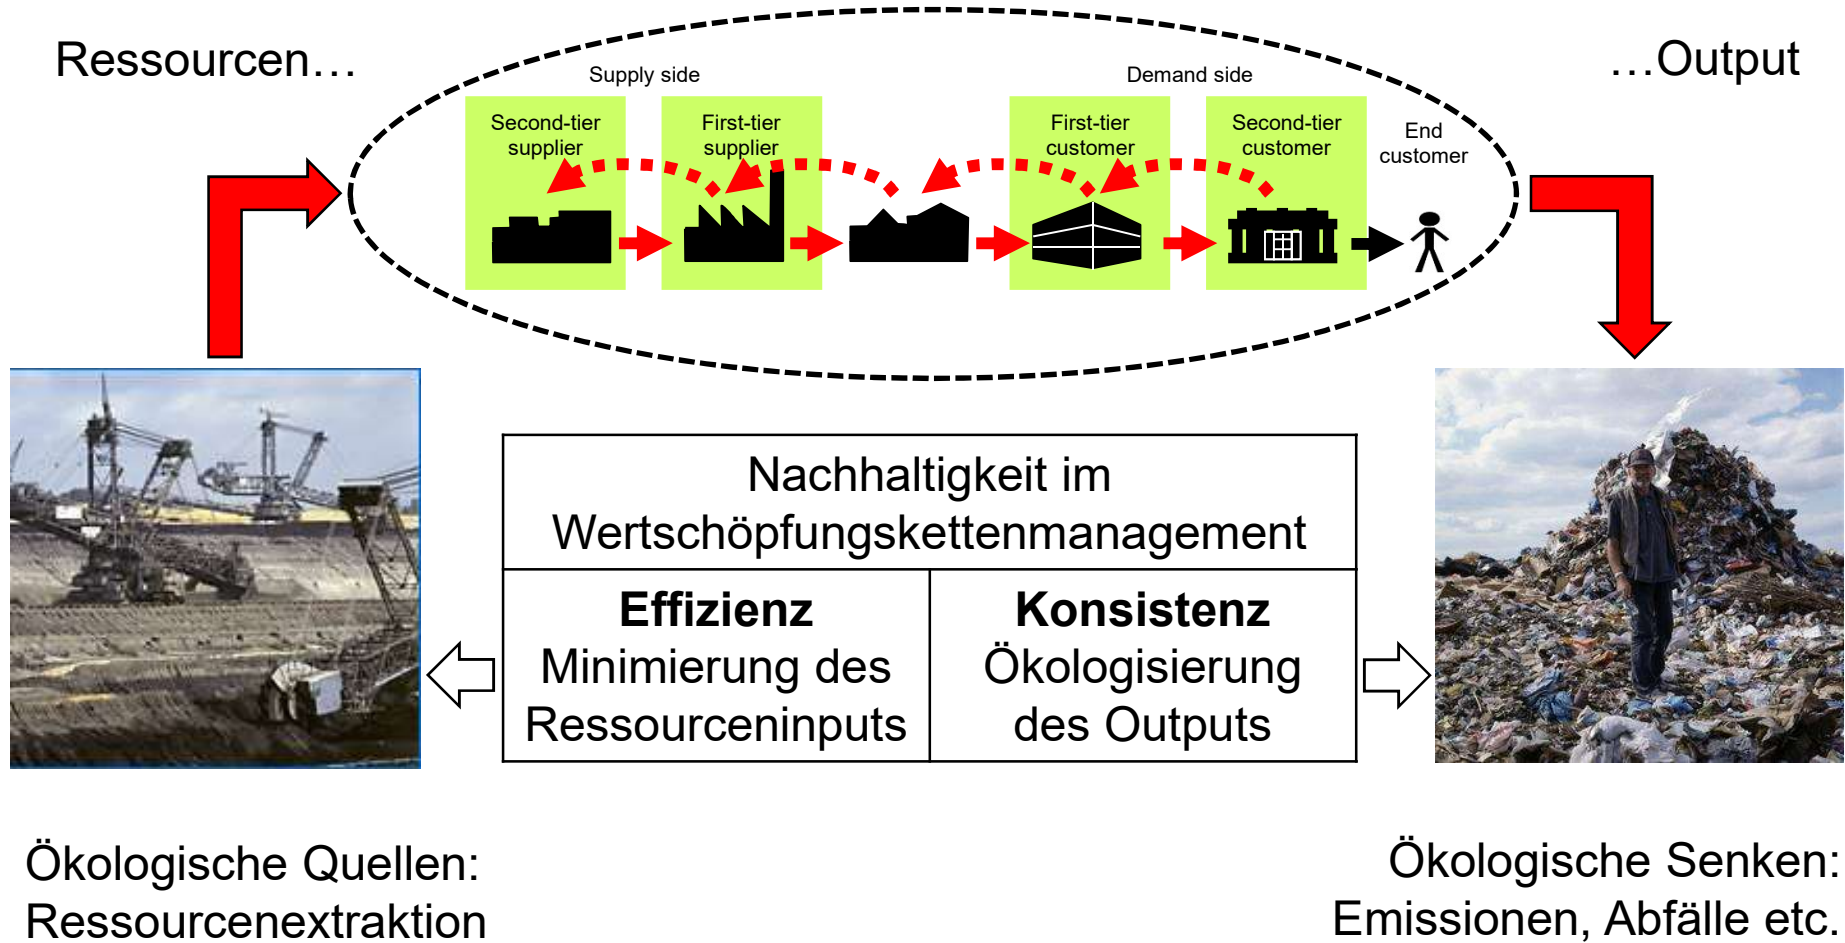 Ressourcen…
…Output
Supply side
Demand side
Second-tier
supplier
First-tier
supplier
First-tier
customer
Second-tier
customer
End
customer
Nachhaltigkeit im
Wertschöpfungskettenmanagement
Effizienz
Minimierung des
Ressourceninputs
Konsistenz
Ökologisierung
des Outputs
Ökologische Quellen:
Ressourcenextraktion
Ökologische Senken:
Emissionen, Abfälle etc.